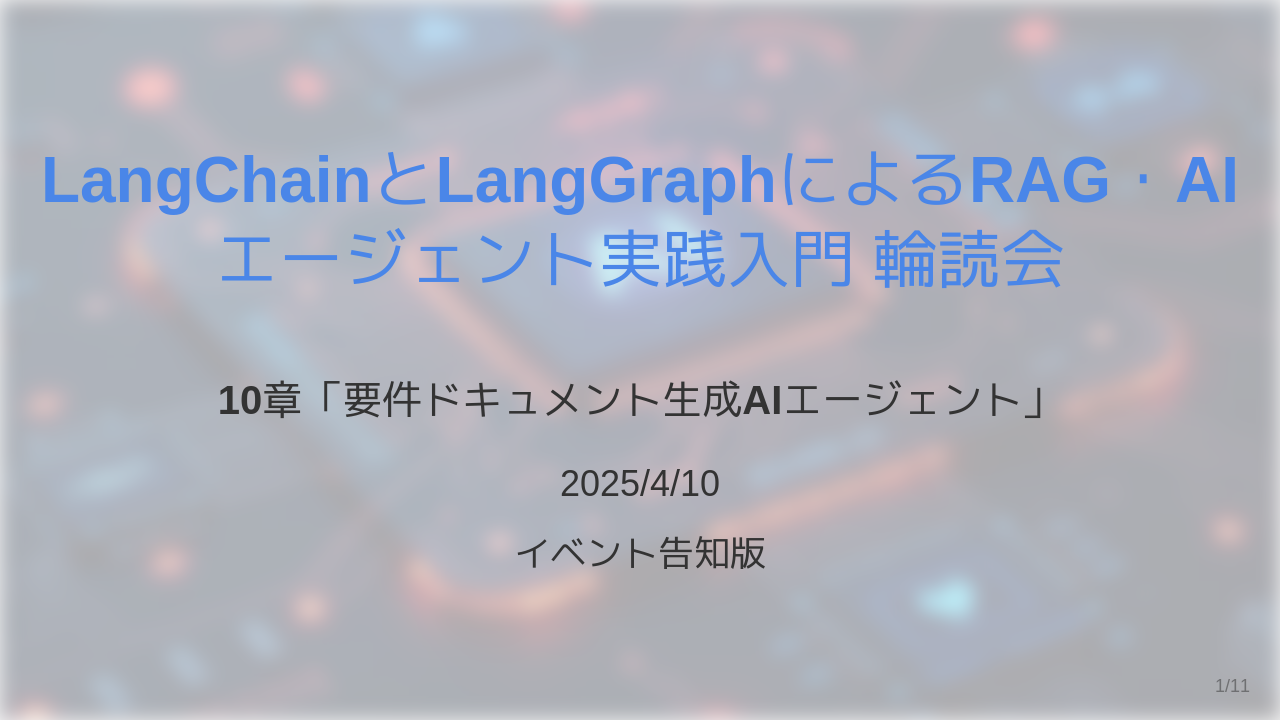 LangChainとLangGraphによるRAG・AI
エージェント実践入門 輪読会
10章「要件ドキュメント生成AIエージェント」
2025/4/10
イベント告知版
1/11